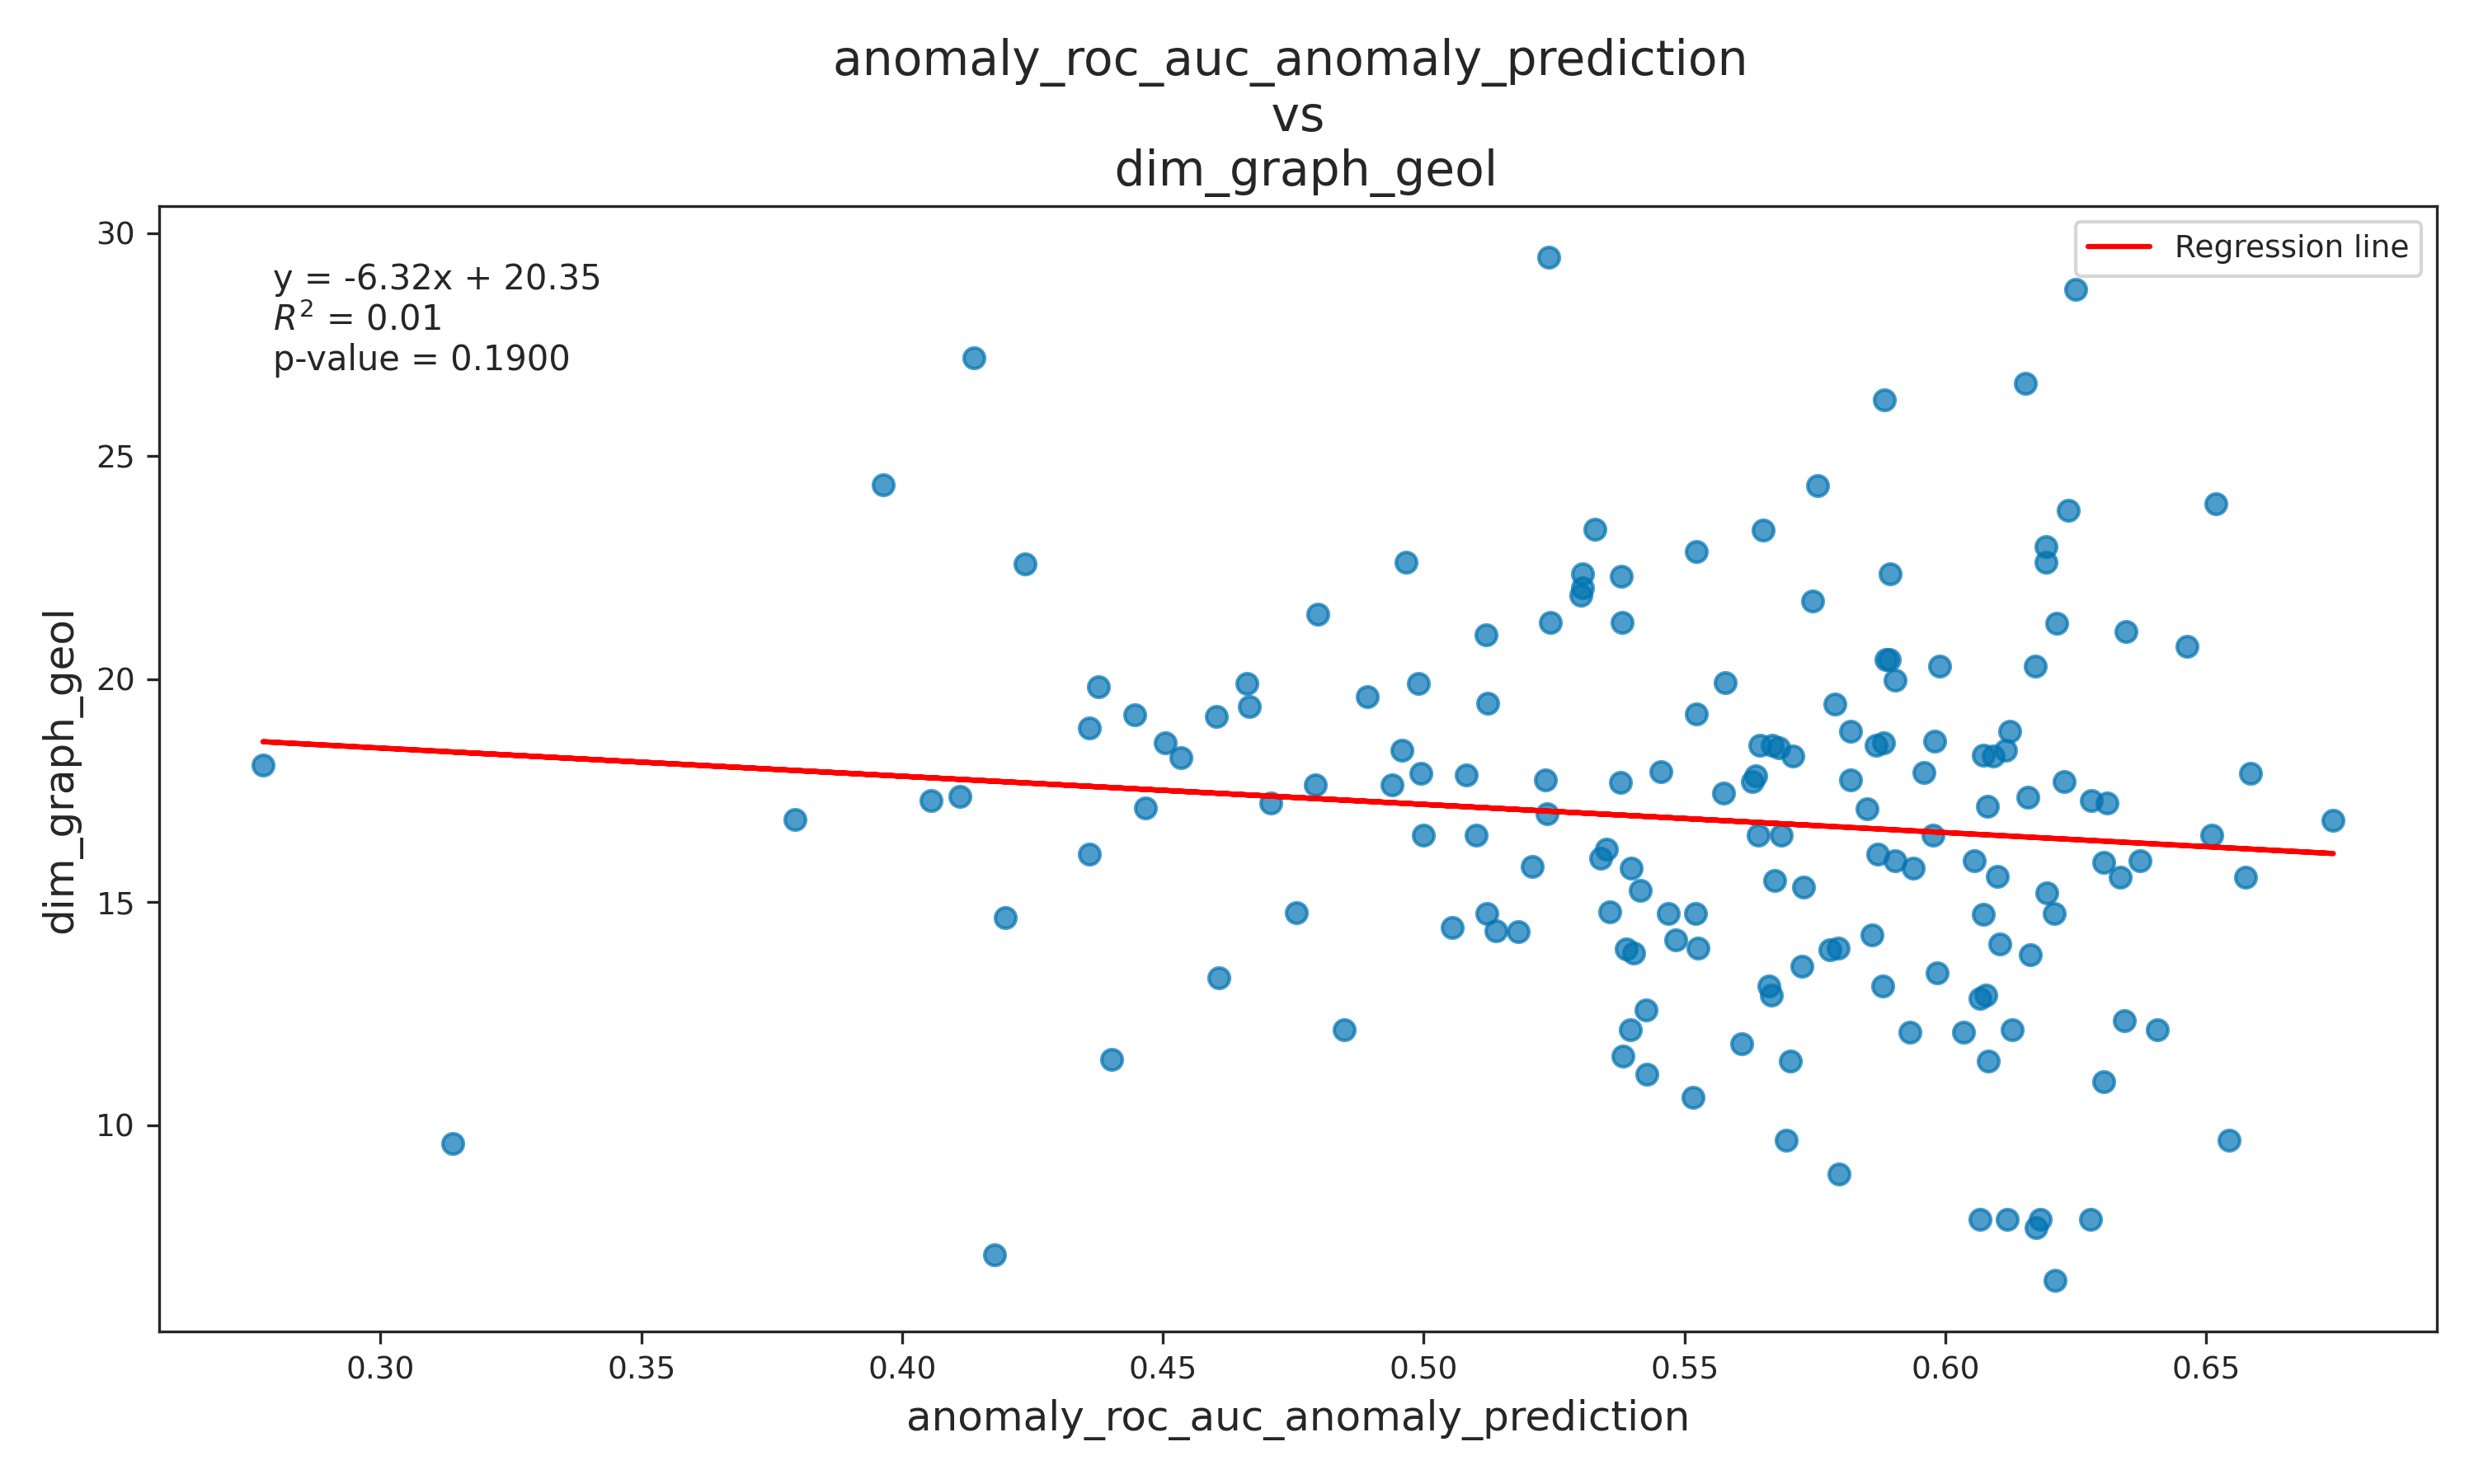 anomaly_roc_auc_anomaly_prediction
vs
dim_graph_geol
y = -6.32x + 20.35
R² = 0.01
p-value = 0.1900
Regression line
dim_graph_geol
30
25
20
15
10
0.30 0.35 0.40 0.45 0.50 0.55 0.60 0.65
anomaly_roc_auc_anomaly_prediction